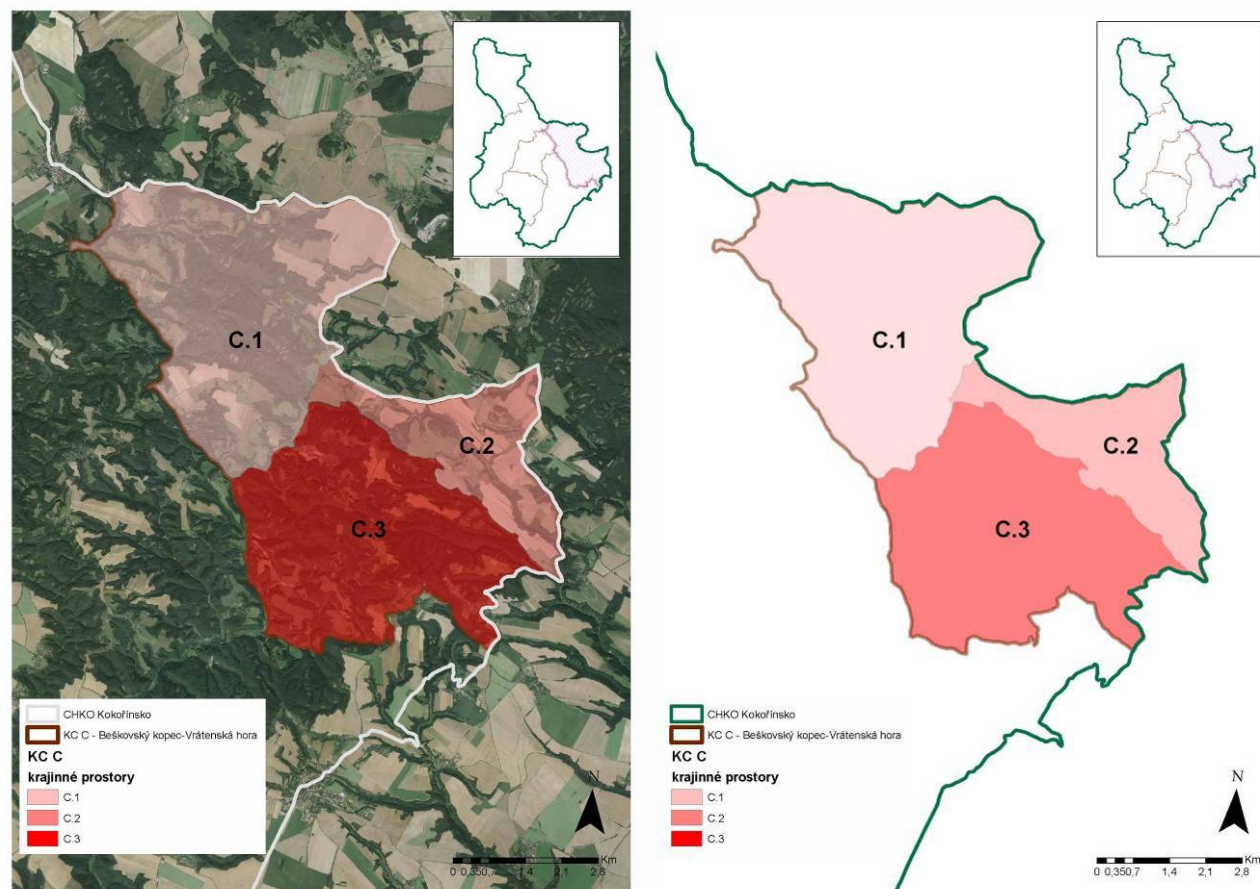 C.1
C.2
C.3
CHKO Kokořínsko
KC C - Beškovský kopec-Vrátenská hora
KC C
krajinné prostory
C.1
C.2
C.3
N
Km
0 0,350,7 1,4 2,1 2,8
C.1
C.2
C.3
CHKO Kokořínsko
KC C - Beškovský kopec-Vrátenská hora
KC C
krajinné prostory
C.1
C.2
C.3
N
Km
0 0,350,7 1,4 2,1 2,8